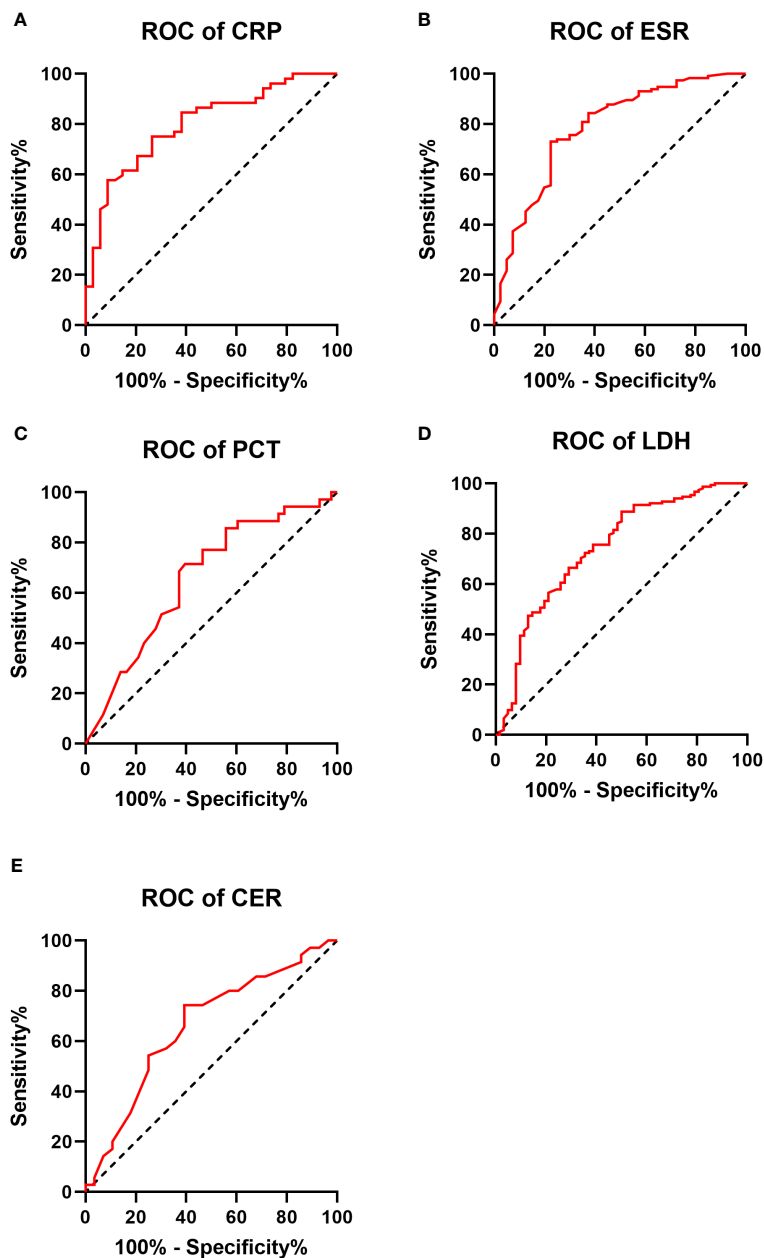 A
ROC of CRP
100
80
60
40
20
0
Sensitivity%
0 20 40 60 80 100
100% - Specificity%
B
ROC of ESR
100
80
60
40
20
0
Sensitivity%
0 20 40 60 80 100
100% - Specificity%
C
ROC of PCT
100
80
60
40
20
0
Sensitivity%
0 20 40 60 80 100
100% - Specificity%
D
ROC of LDH
100
80
60
40
20
0
Sensitivity%
0 20 40 60 80 100
100% - Specificity%
E
ROC of CER
100
80
60
40
20
0
Sensitivity%
0 20 40 60 80 100
100% - Specificity%